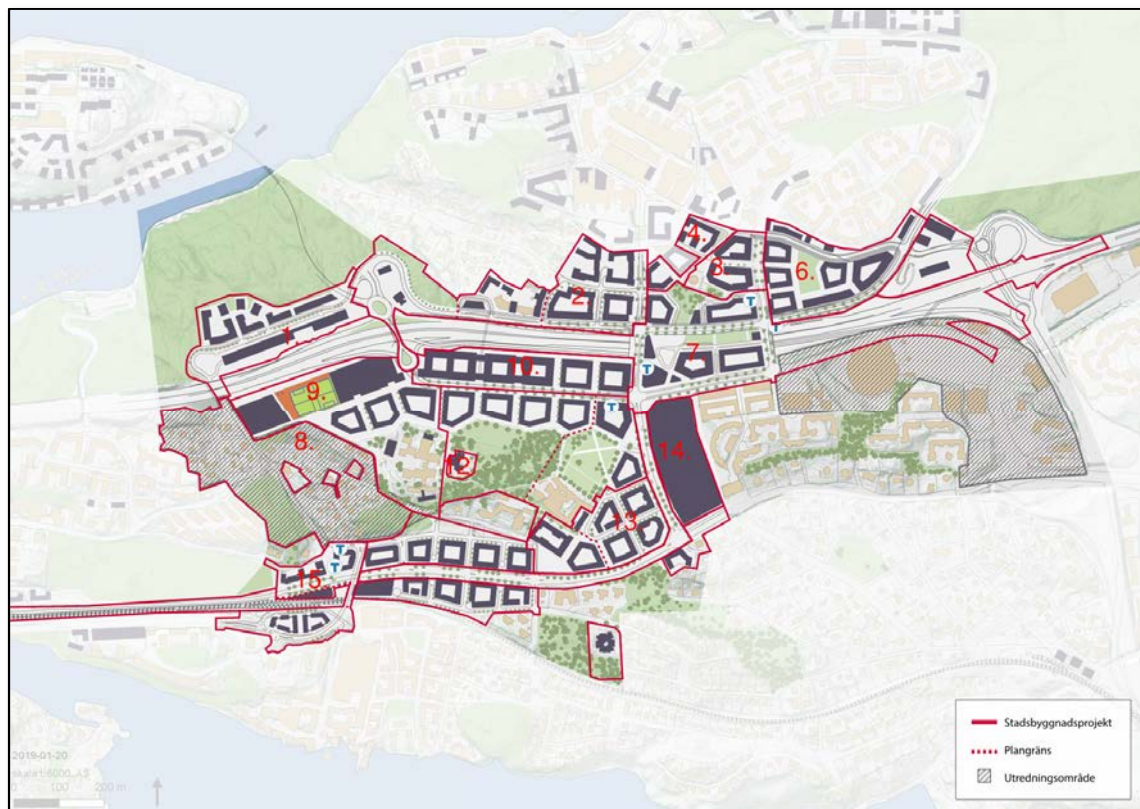 4.
3.
6.
2.
T
T
1
7.
T
10.
9.
T
14.
8.
12.
13.
T
T
15.
Stadsbyggnadsprojekt
Plangräns
Utredningsområde
2019-01-20
0 100 200 m